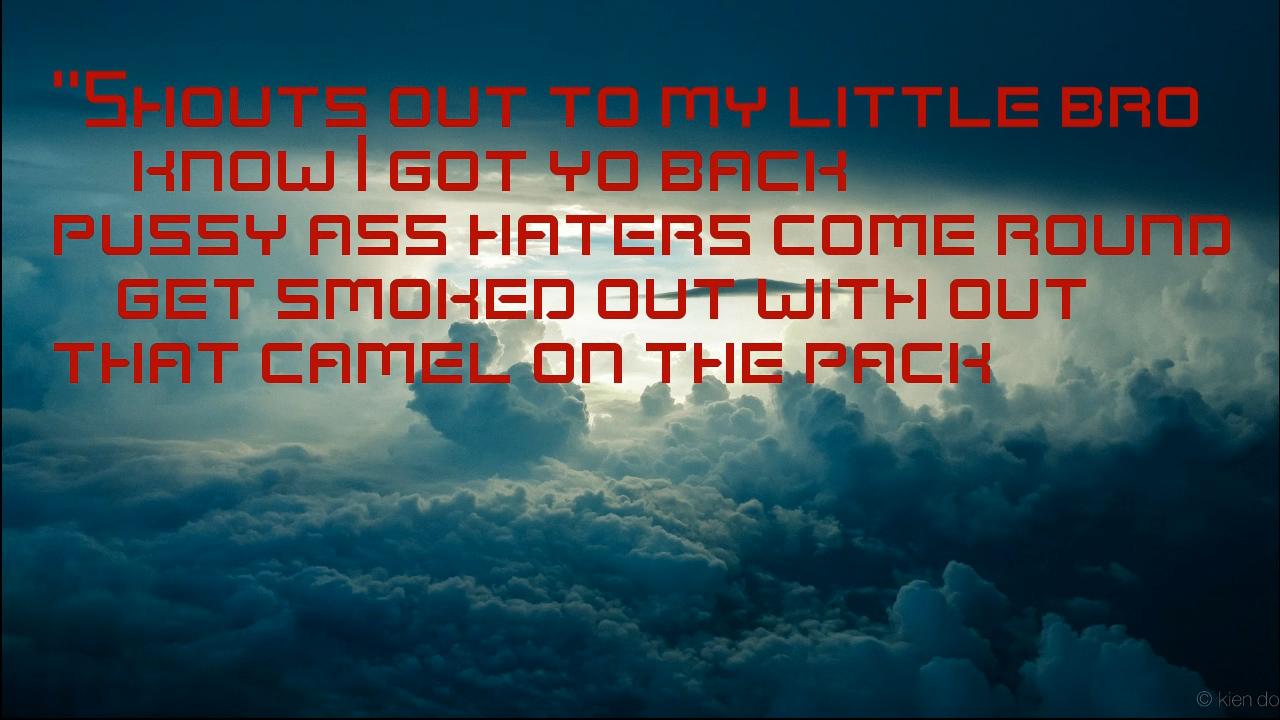 "Shouts out to my little bro
know I got yo back
pussy ass haters come round
get smoked out with out
that camel on the pack
© kien do